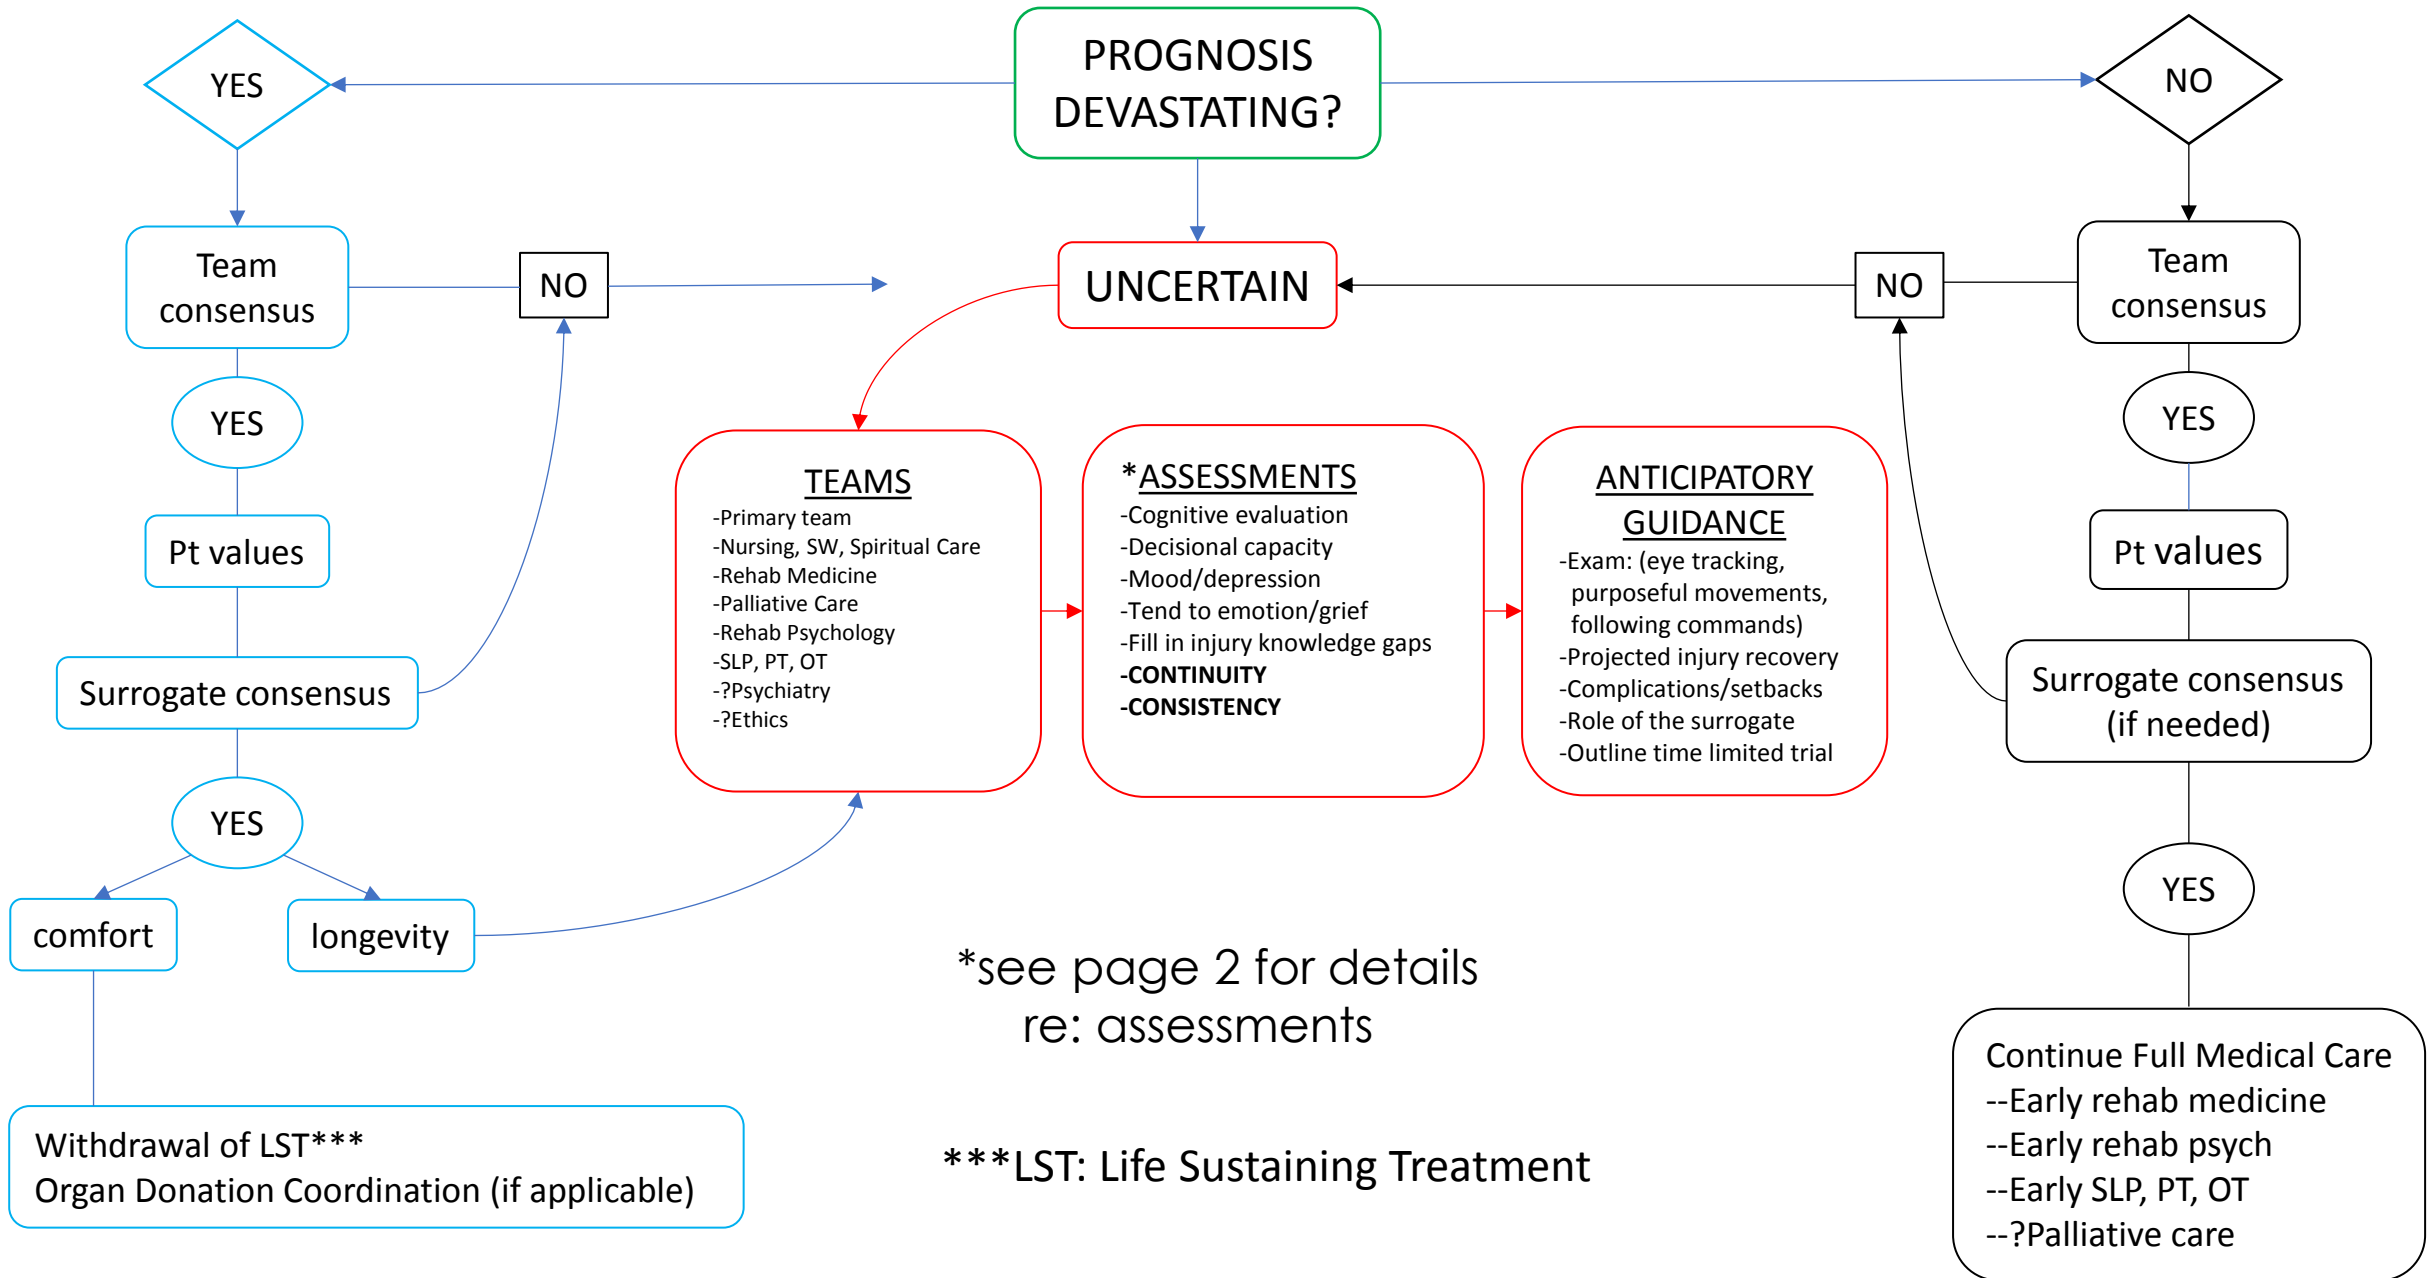 PROGNOSIS
DEVASTATING?
YES
NO
Team
consensus
NO
UNCERTAIN
NO
Team
consensus
YES
YES
Pt values
Pt values
Surrogate consensus
Surrogate consensus
(if needed)
YES
YES
comfort
longevity
TEAMS
-Primary team
-Nursing, SW, Spiritual Care
-Rehab Medicine
-Palliative Care
-Rehab Psychology
-SLP, PT, OT
-?Psychiatry
-?Ethics
*ASSESSMENTS
-Cognitive evaluation
-Decisional capacity
-Mood/depression
-Tend to emotion/grief
-Fill in injury knowledge gaps
-CONTINUITY
-CONSISTENCY
ANTICIPATORY
GUIDANCE
-Exam: (eye tracking,
purposeful movements,
following commands)
-Projected injury recovery
-Complications/setbacks
-Role of the surrogate
-Outline time limited trial
*see page 2 for details
re: assessments
***LST: Life Sustaining Treatment
Withdrawal of LST***
Organ Donation Coordination (if applicable)
Continue Full Medical Care
--Early rehab medicine
--Early rehab psych
--Early SLP, PT, OT
--?Palliative care